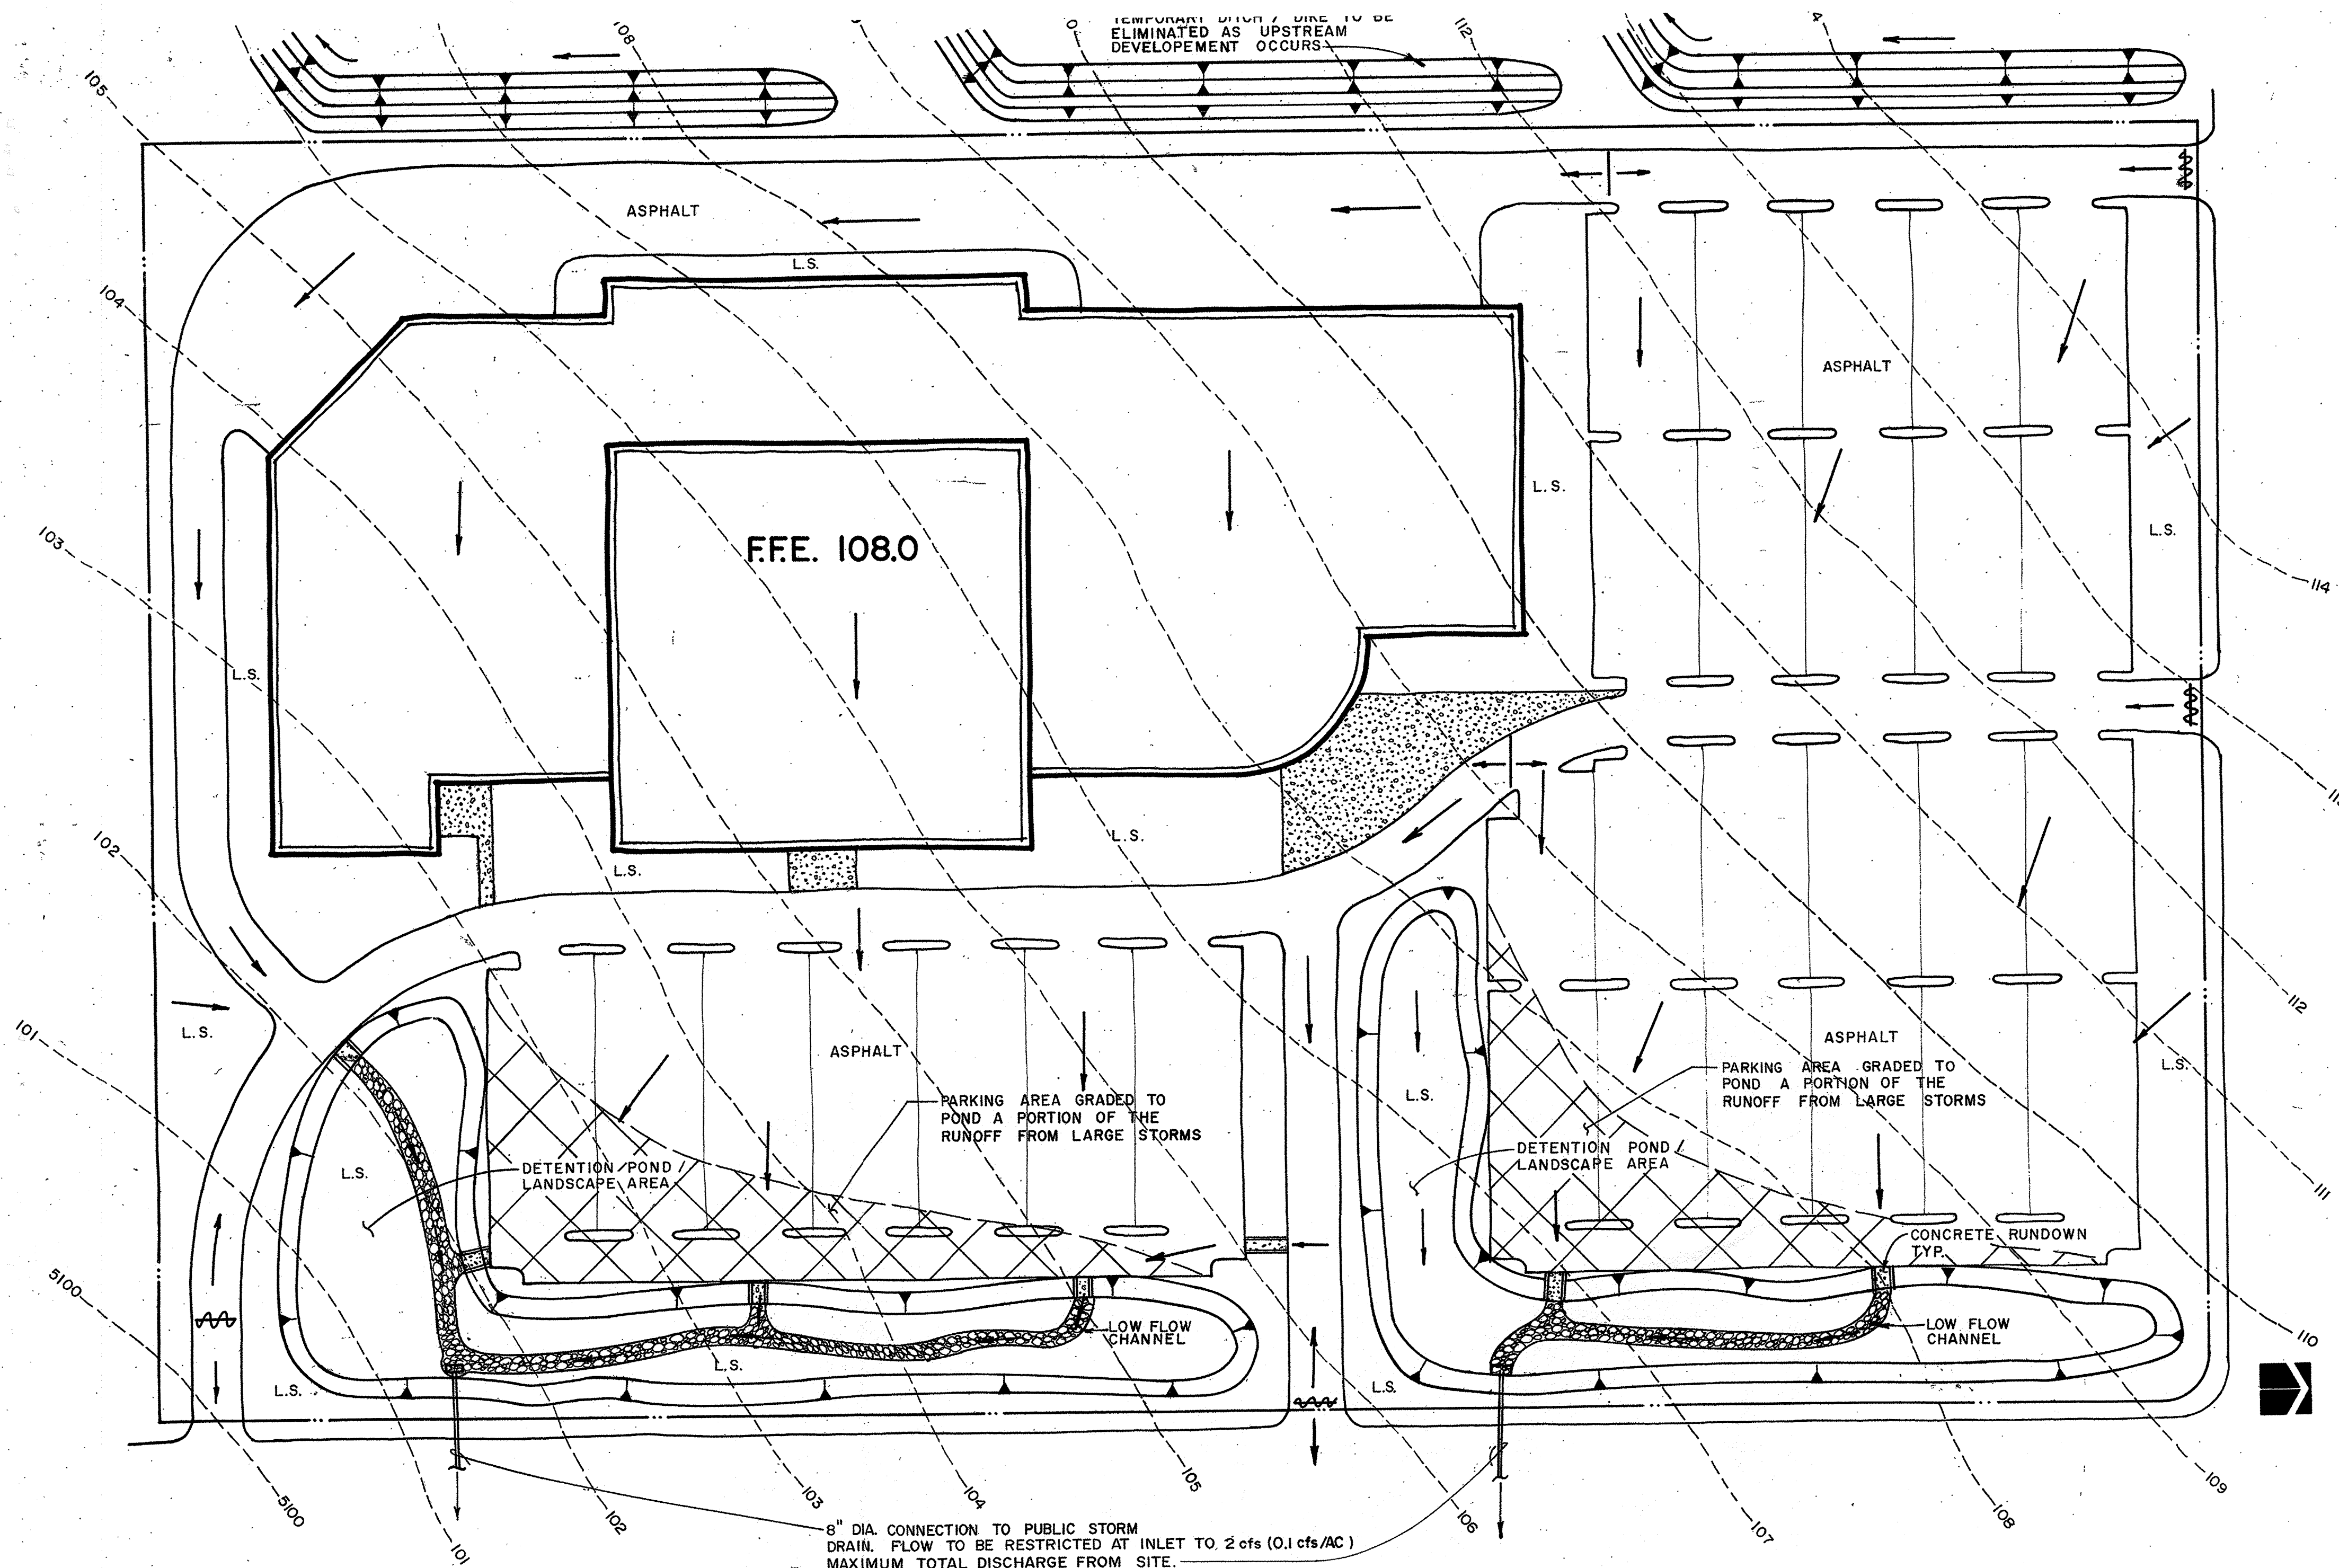 TEMPORARY DITCH / DIKE TO BE
ELIMINATED AS UPSTREAM
DEVELOPEMENT OCCURS
108
112
105
ASPHALT
L.S.
104
ASPHALT
L.S.
L.S.
103
F.F.E. 108.0
114
L.S.
102
L.S.
L.S.
112
101
L.S.
ASPHALT
ASPHALT
L.S.
L.S.
PARKING AREA GRADED TO
POND A PORTION OF THE
RUNOFF FROM LARGE STORMS
PARKING AREA GRADED TO
POND A PORTION OF THE
RUNOFF FROM LARGE STORMS
L.S.
DETENTION POND /
LANDSCAPE AREA
DETENTION POND /
LANDSCAPE AREA
111
CONCRETE RUNDOWN
TYP.
5100
LOW FLOW
CHANNEL
LOW FLOW
CHANNEL
110
L.S.
L.S.
L.S.
5100
101
102
103
104
105
106
107
108
109
8" DIA. CONNECTION TO PUBLIC STORM
DRAIN. FLOW TO BE RESTRICTED AT INLET TO 2 cfs (0.1 cfs/AC)
MAXIMUM TOTAL DISCHARGE FROM SITE.